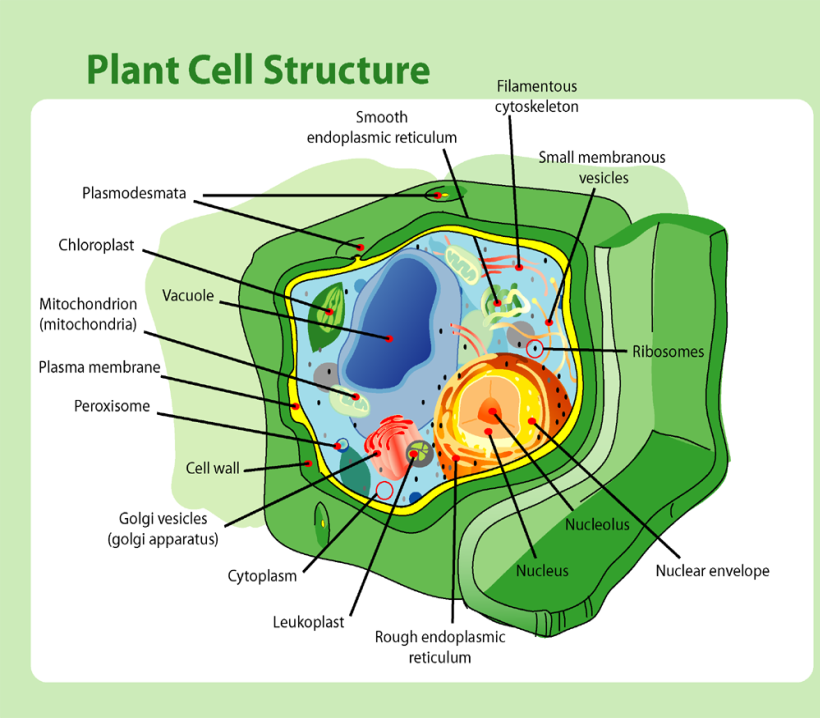 Plant Cell Structure
Filamentous
cytoskeleton
Smooth
endoplasmic reticulum
Small membranous
vesicles
Plasmodesmata
Chloroplast
Vacuole
Mitochondrion
(mitochondria)
Ribosomes
Plasma membrane
Peroxisome
Cell wall
Golgi vesicles
(golgi apparatus)
Nucleolus
Cytoplasm
Nucleus
Nuclear envelope
Leukoplast
Rough endoplasmic
reticulum